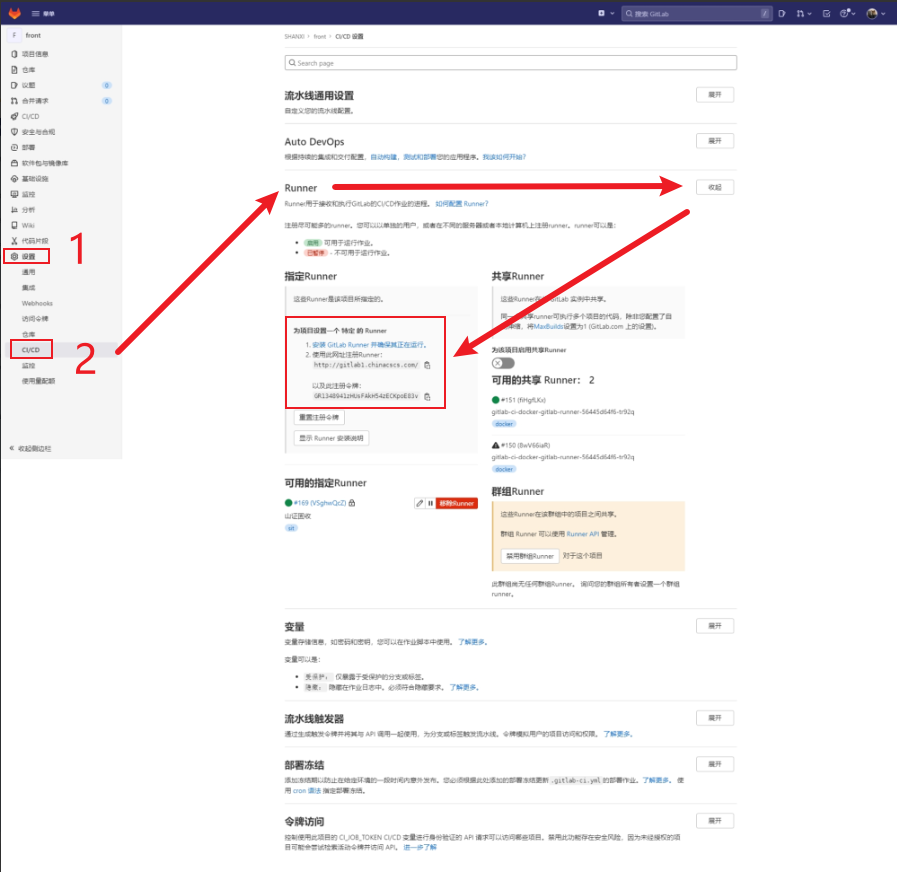 菜单
搜索 GitLab
/
F front
SHANXI › front › CI/CD 设置
项目信息
仓库
议题 0
合并请求 0
CI/CD
安全与合规
部署
软件包与镜像库
基础设施
监控
分析
Wiki
代码片段
设置
通用
集成
Webhooks
访问令牌
仓库
CI/CD
监控
使用量配额
收起侧边栏
1
2
Search page
流水线通用设置
展开
自定义您的流水线配置。
Auto DevOps
展开
根据持续的集成和交付配置，自动构建，测试和部署您的应用程序。我该如何开始?
Runner
收起
Runner用于接收和执行GitLab的CI/CD作业的进程。 如何配置 Runner?
注册尽可能多的runner。您可以以单独的用户，或者在不同的服务器或者本地计算机上注册runner。runner可以是:
启用 可用于运行作业。
已暂停 - 不可用于运行作业。
指定Runner
这些Runner是该项目所指定的。
为项目设置一个 特定 的 Runner
1. 安装 GitLab Runner 并确保其正在运行。
2. 使用此网址注册Runner:
http://gitlab1.chinacscs.com/
以及此注册令牌:
重置注册令牌
显示 Runner 安装说明
可用的指定Runner
#169 (VSghwQcZ)
移除Runner
山证国收
共享Runner
这些Runner在 GitLab 实例中共享。
同一 共享runner可执行多个项目的代码，除非您配置了自
将MaxBuilds设置为1 (GitLab.com 上的设置)。
为该项目启用共享Runner
可用的共享 Runner: 2
#151 (fiHgfLKx)
gitlab-ci-docker-gitlab-runner-56445d64f6-tr92q
docker
#150 (8wV66iaR)
gitlab-ci-docker-gitlab-runner-56445d64f6-tr92q
docker
群组Runner
这些Runner在该群组中的项目之间共享。
群组 Runner 可以使用 Runner API 管理。
禁用群组Runner 对于这个项目
此群组尚无任何群组Runner。 询问您的群组所有者设置一个群组
runner。
变量
展开
变量存储信息，如密码和密钥，您可以在作业脚本中使用。 了解更多。
变量可以是:
受保护: 仅暴露于受保护的分支或标签。
隐藏在作业日志中。必须符合隐藏要求。 了解更多。
流水线触发器
展开
通过生成触发令牌并将其与 API 调用一起使用，为分支或标签触发流水线。令牌模拟用户的项目访问和权限。 了解更多。
部署冻结
展开
添加冻结期以防止在给定环境的一段时间内意外发布。您必须根据此处添加的部署冻结更新 .gitlab-ci.yml 的部署作业。了解更多。 使
用 cron 语法 指定部署冻结。
令牌访问
展开
控制使用此项目的 CI_JOB_TOKEN CI/CD 变量进行身份验证的 API 请求可以访问哪些项目。禁用此功能存在安全风险，因为未经授权的项
目可能会尝试检索活动令牌并访问 API。 进一步了解